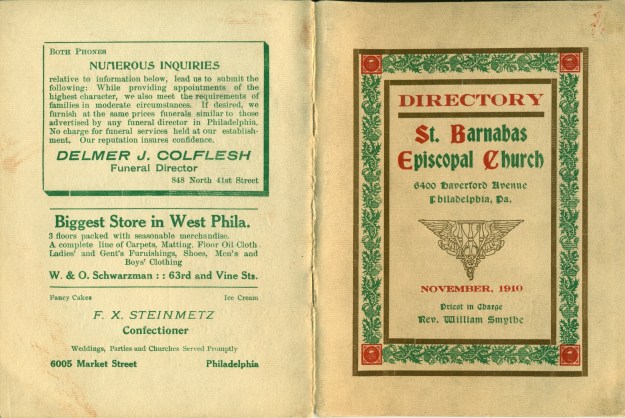 BOTH PHONES
NUMEROUS INQUIRIES
relative to information below, lead us to submit the
following: While providing appointments of the
highest character, we also meet the requirements of
families in moderate circumstances. If desired, we
furnish at the same prices funerals similar to those
advertised by any funeral director in Philadelphia.
No charge for funeral services held at our establish-
ment. Our reputation insures confidence.
DELMER J. COLFLESH
Funeral Director
848 North 41st Street
Biggest Store in West Phila.
3 floors packed with seasonable merchandise.
A complete line of Carpets, Matting, Floor Oil Cloth
Ladies' and Gent's Furnishings, Shoes, Men's and
Boys' Clothing
W. & O. Schwarzman : : 63rd and Vine Sts.
Fancy Cakes Ice Cream
F. X. STEINMETZ
Confectioner
Weddings, Parties and Churches Served Promptly
6005 Market Street Philadelphia
DIRECTORY
St. Barnabas
Episcopal Church
6400 Haverford Avenue
Philadelphia, Pa.
NOVEMBER, 1910
Priest in Charge
Rev. William Smythe